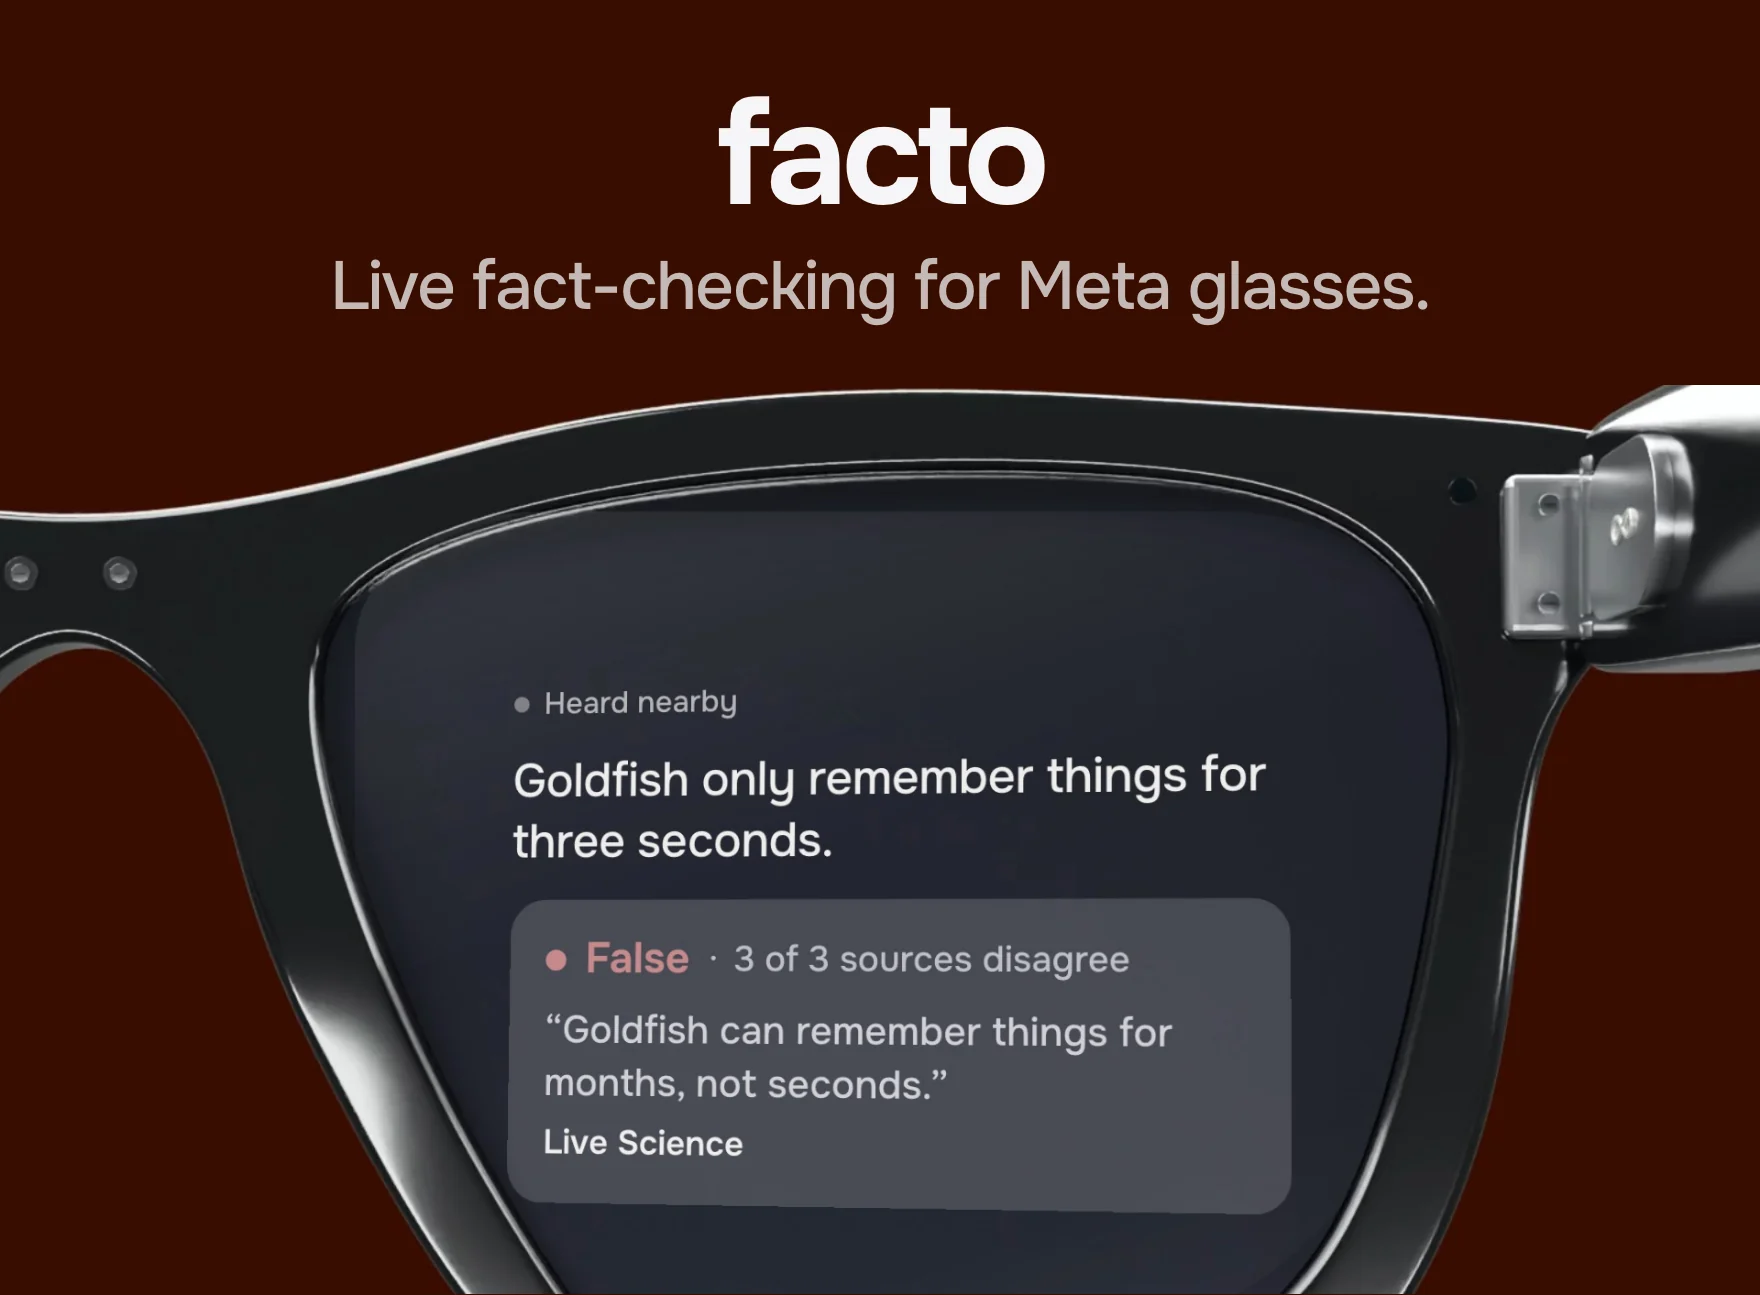 facto
Live fact-checking for Meta glasses.
Heard nearby
Goldfish only remember things for
three seconds.
False · 3 of 3 sources disagree
“Goldfish can remember things for
months, not seconds.”
Live Science